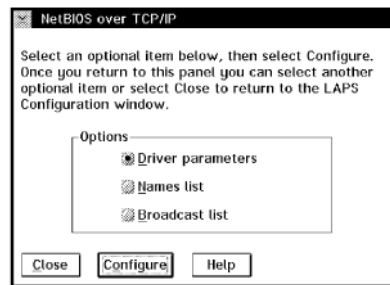 NetBIOS over TCP/IP
Select an optional item below, then select Configure.
Once you return to this panel you can select another
optional item or select Close to return to the LAPS
Configuration window.
Options
Driver parameters
Names list
Broadcast list
Close Configure Help